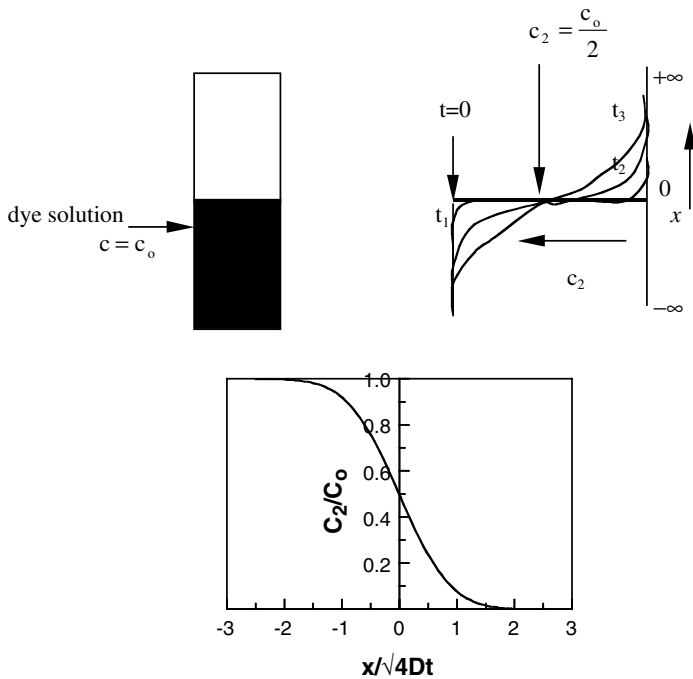 dye solution
c = c₀
c₂ = c₀/2
t=0
+∞
t₃
t₂
0
t₁
x
c₂
−∞
1.0
0.8
0.6
0.4
0.2
C₂/C₀
-3 -2 -1 0 1 2 3
x/√4Dt